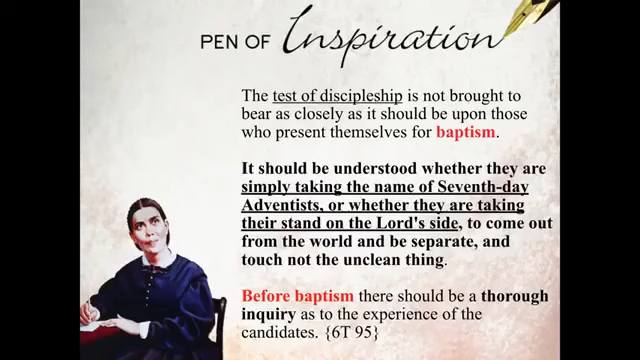 PEN OF Inspiration
The test of discipleship is not brought to
bear as closely as it should be upon those
who present themselves for baptism.
It should be understood whether they are
simply taking the name of Seventh-day
Adventists, or whether they are taking
their stand on the Lord's side, to come out
from the world and be separate, and
touch not the unclean thing.
Before baptism there should be a thorough
inquiry as to the experience of the
candidates. {6T 95}